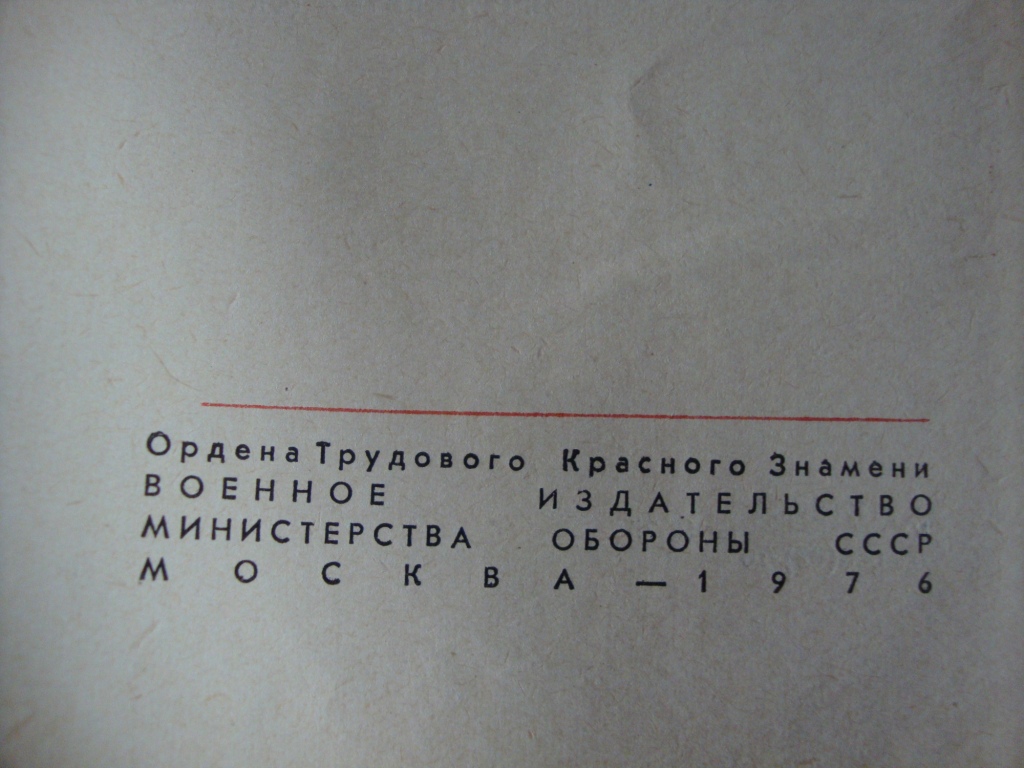 Ордена Трудового Красного Знамени
ВОЕННОЕ ИЗДАТЕЛЬСТВО
МИНИСТЕРСТВА ОБОРОНЫ СССР
МОСКВА — 1976